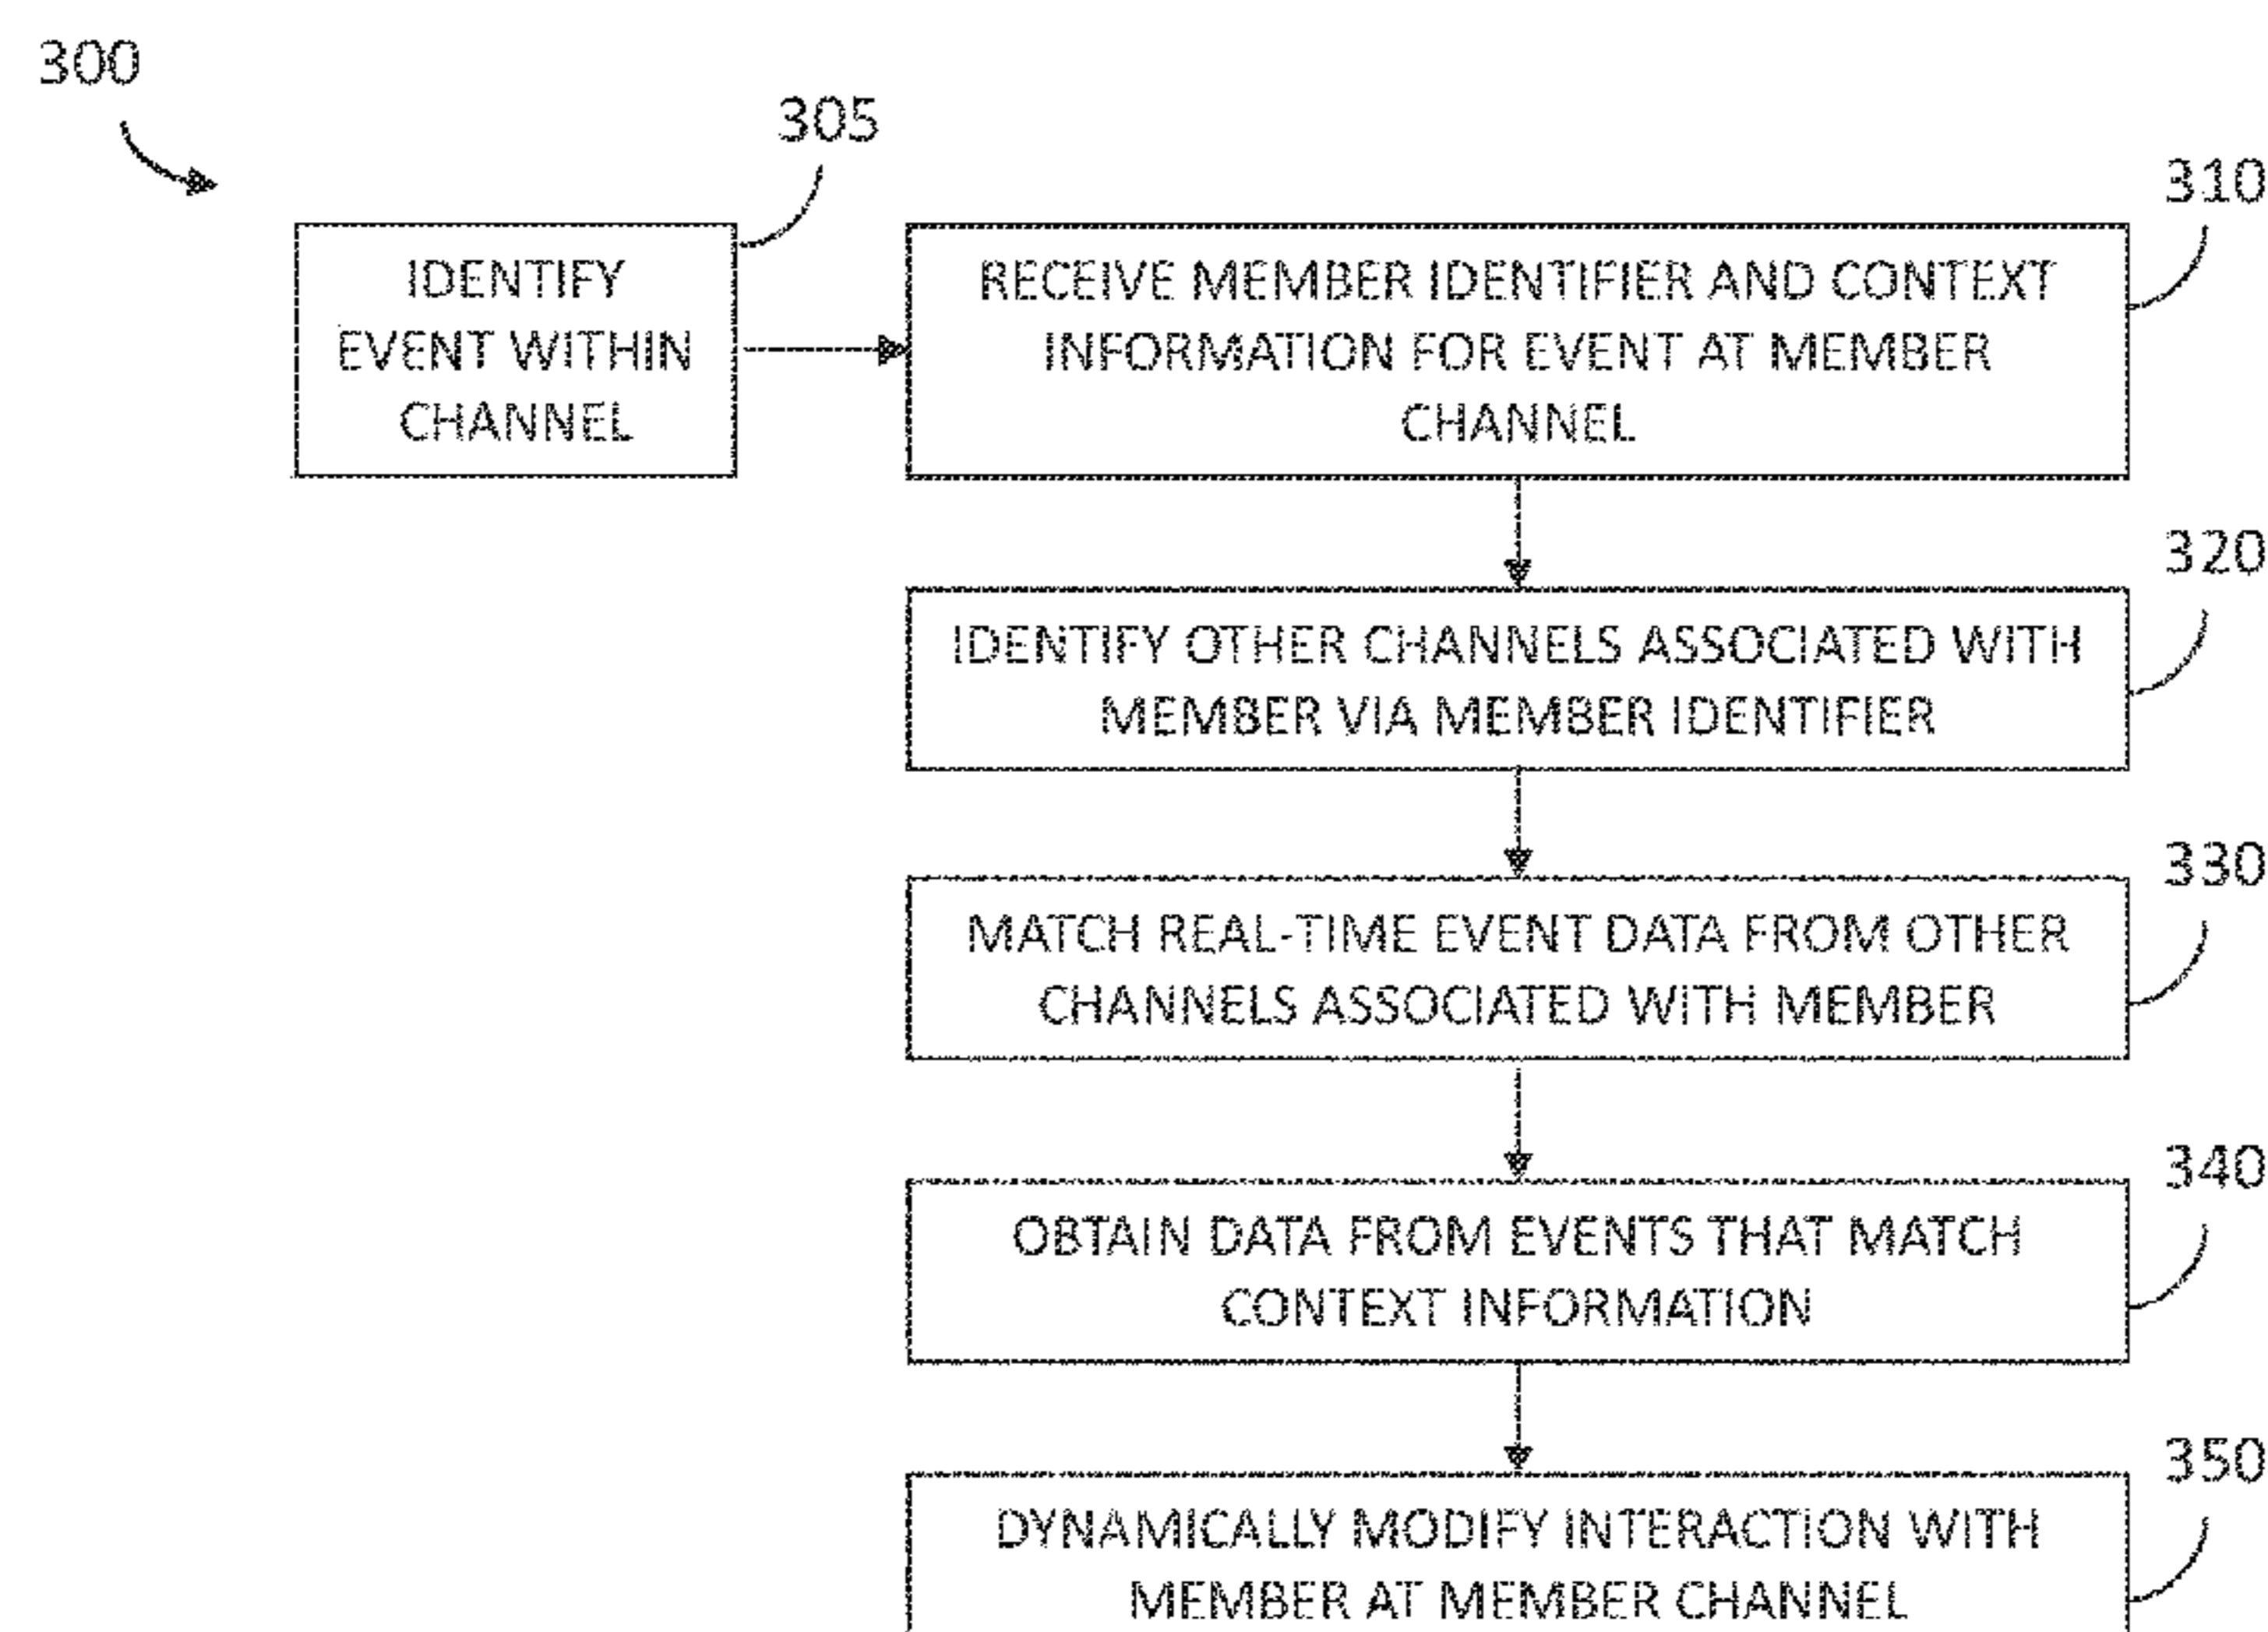 300
305
310
IDENTIFY
EVENT WITHIN
CHANNEL
RECEIVE MEMBER IDENTIFIER AND CONTEXT
INFORMATION FOR EVENT AT MEMBER
CHANNEL
320
IDENTIFY OTHER CHANNELS ASSOCIATED WITH
MEMBER VIA MEMBER IDENTIFIER
330
MATCH REAL-TIME EVENT DATA FROM OTHER
CHANNELS ASSOCIATED WITH MEMBER
340
OBTAIN DATA FROM EVENTS THAT MATCH
CONTEXT INFORMATION
350
DYNAMICALLY MODIFY INTERACTION WITH
MEMBER AT MEMBER CHANNEL